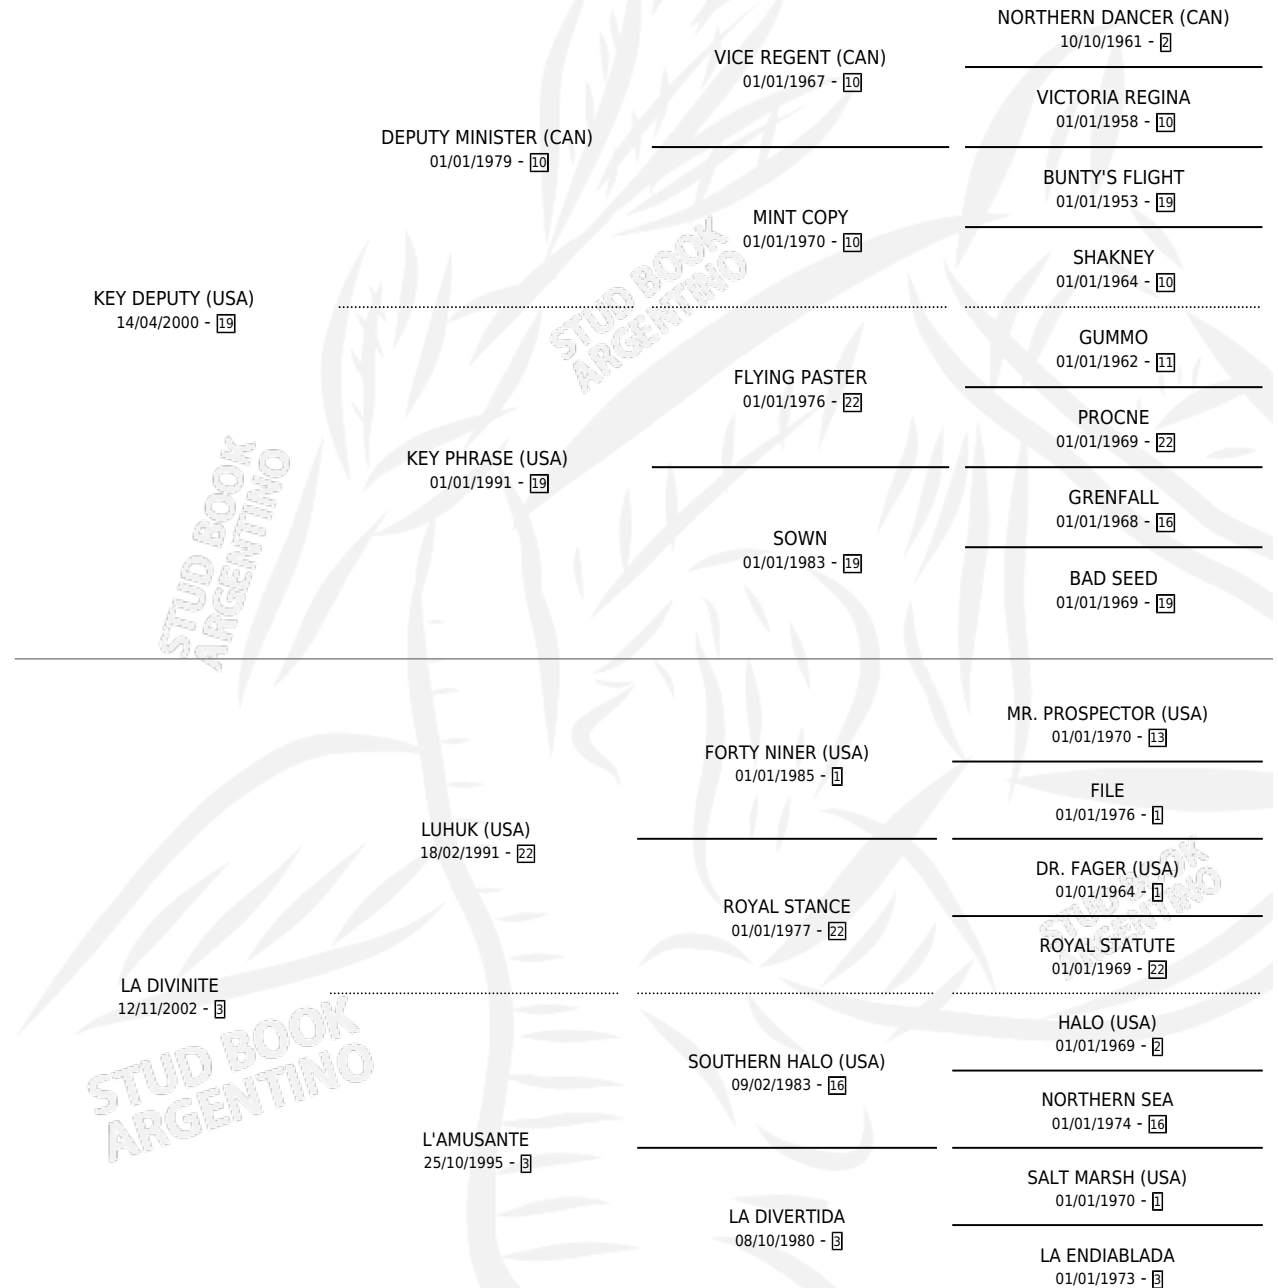 NORTHERN DANCER (CAN)
10/10/1961 - 2
VICE REGENT (CAN)
01/01/1967 - 10
VICTORIA REGINA
01/01/1958 - 10
DEPUTY MINISTER (CAN)
01/01/1979 - 10
BUNTY'S FLIGHT
01/01/1953 - 19
MINT COPY
01/01/1970 - 10
SHAKNEY
01/01/1964 - 10
KEY DEPUTY (USA)
14/04/2000 - 19
GUMMO
01/01/1962 - 11
FLYING PASTER
01/01/1976 - 22
PROCNE
01/01/1969 - 22
KEY PHRASE (USA)
01/01/1991 - 19
GRENFALL
01/01/1968 - 16
SOWN
01/01/1983 - 19
BAD SEED
01/01/1969 - 19
MR. PROSPECTOR (USA)
01/01/1970 - 13
FORTY NINER (USA)
01/01/1985 - 1
FILE
01/01/1976 - 1
LUHUK (USA)
18/02/1991 - 22
DR. FAGER (USA)
01/01/1964 - 1
ROYAL STANCE
01/01/1977 - 22
ROYAL STATUTE
01/01/1969 - 22
LA DIVINITE
12/11/2002 - 3
HALO (USA)
01/01/1969 - 2
SOUTHERN HALO (USA)
09/02/1983 - 16
NORTHERN SEA
01/01/1974 - 16
L'AMUSANTE
25/10/1995 - 3
SALT MARSH (USA)
01/01/1970 - 1
LA DIVERTIDA
08/10/1980 - 3
LA ENDIABLADA
01/01/1973 - 3
STUD BOOK
ARGENTINO
STUD BOOK
ARGENTINO
STUD BOOK
ARGENTINO
STUD BOOK
ARGENTINO